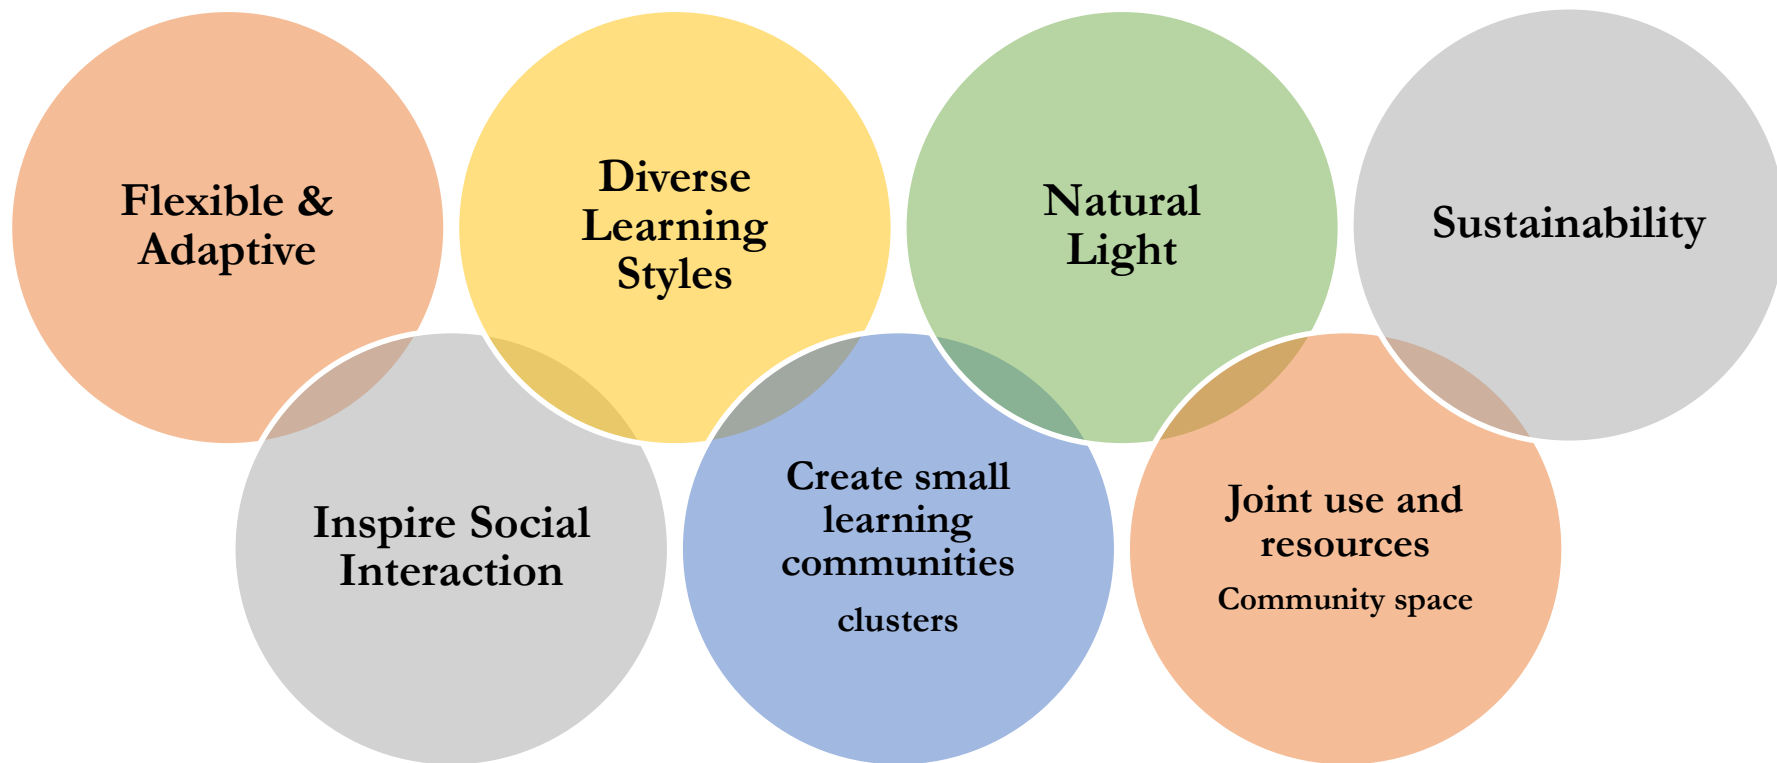 Flexible &
Adaptive
Diverse
Learning
Styles
Natural
Light
Sustainability
Inspire Social
Interaction
Create small
learning
communities
clusters
Joint use and
resources
Community space